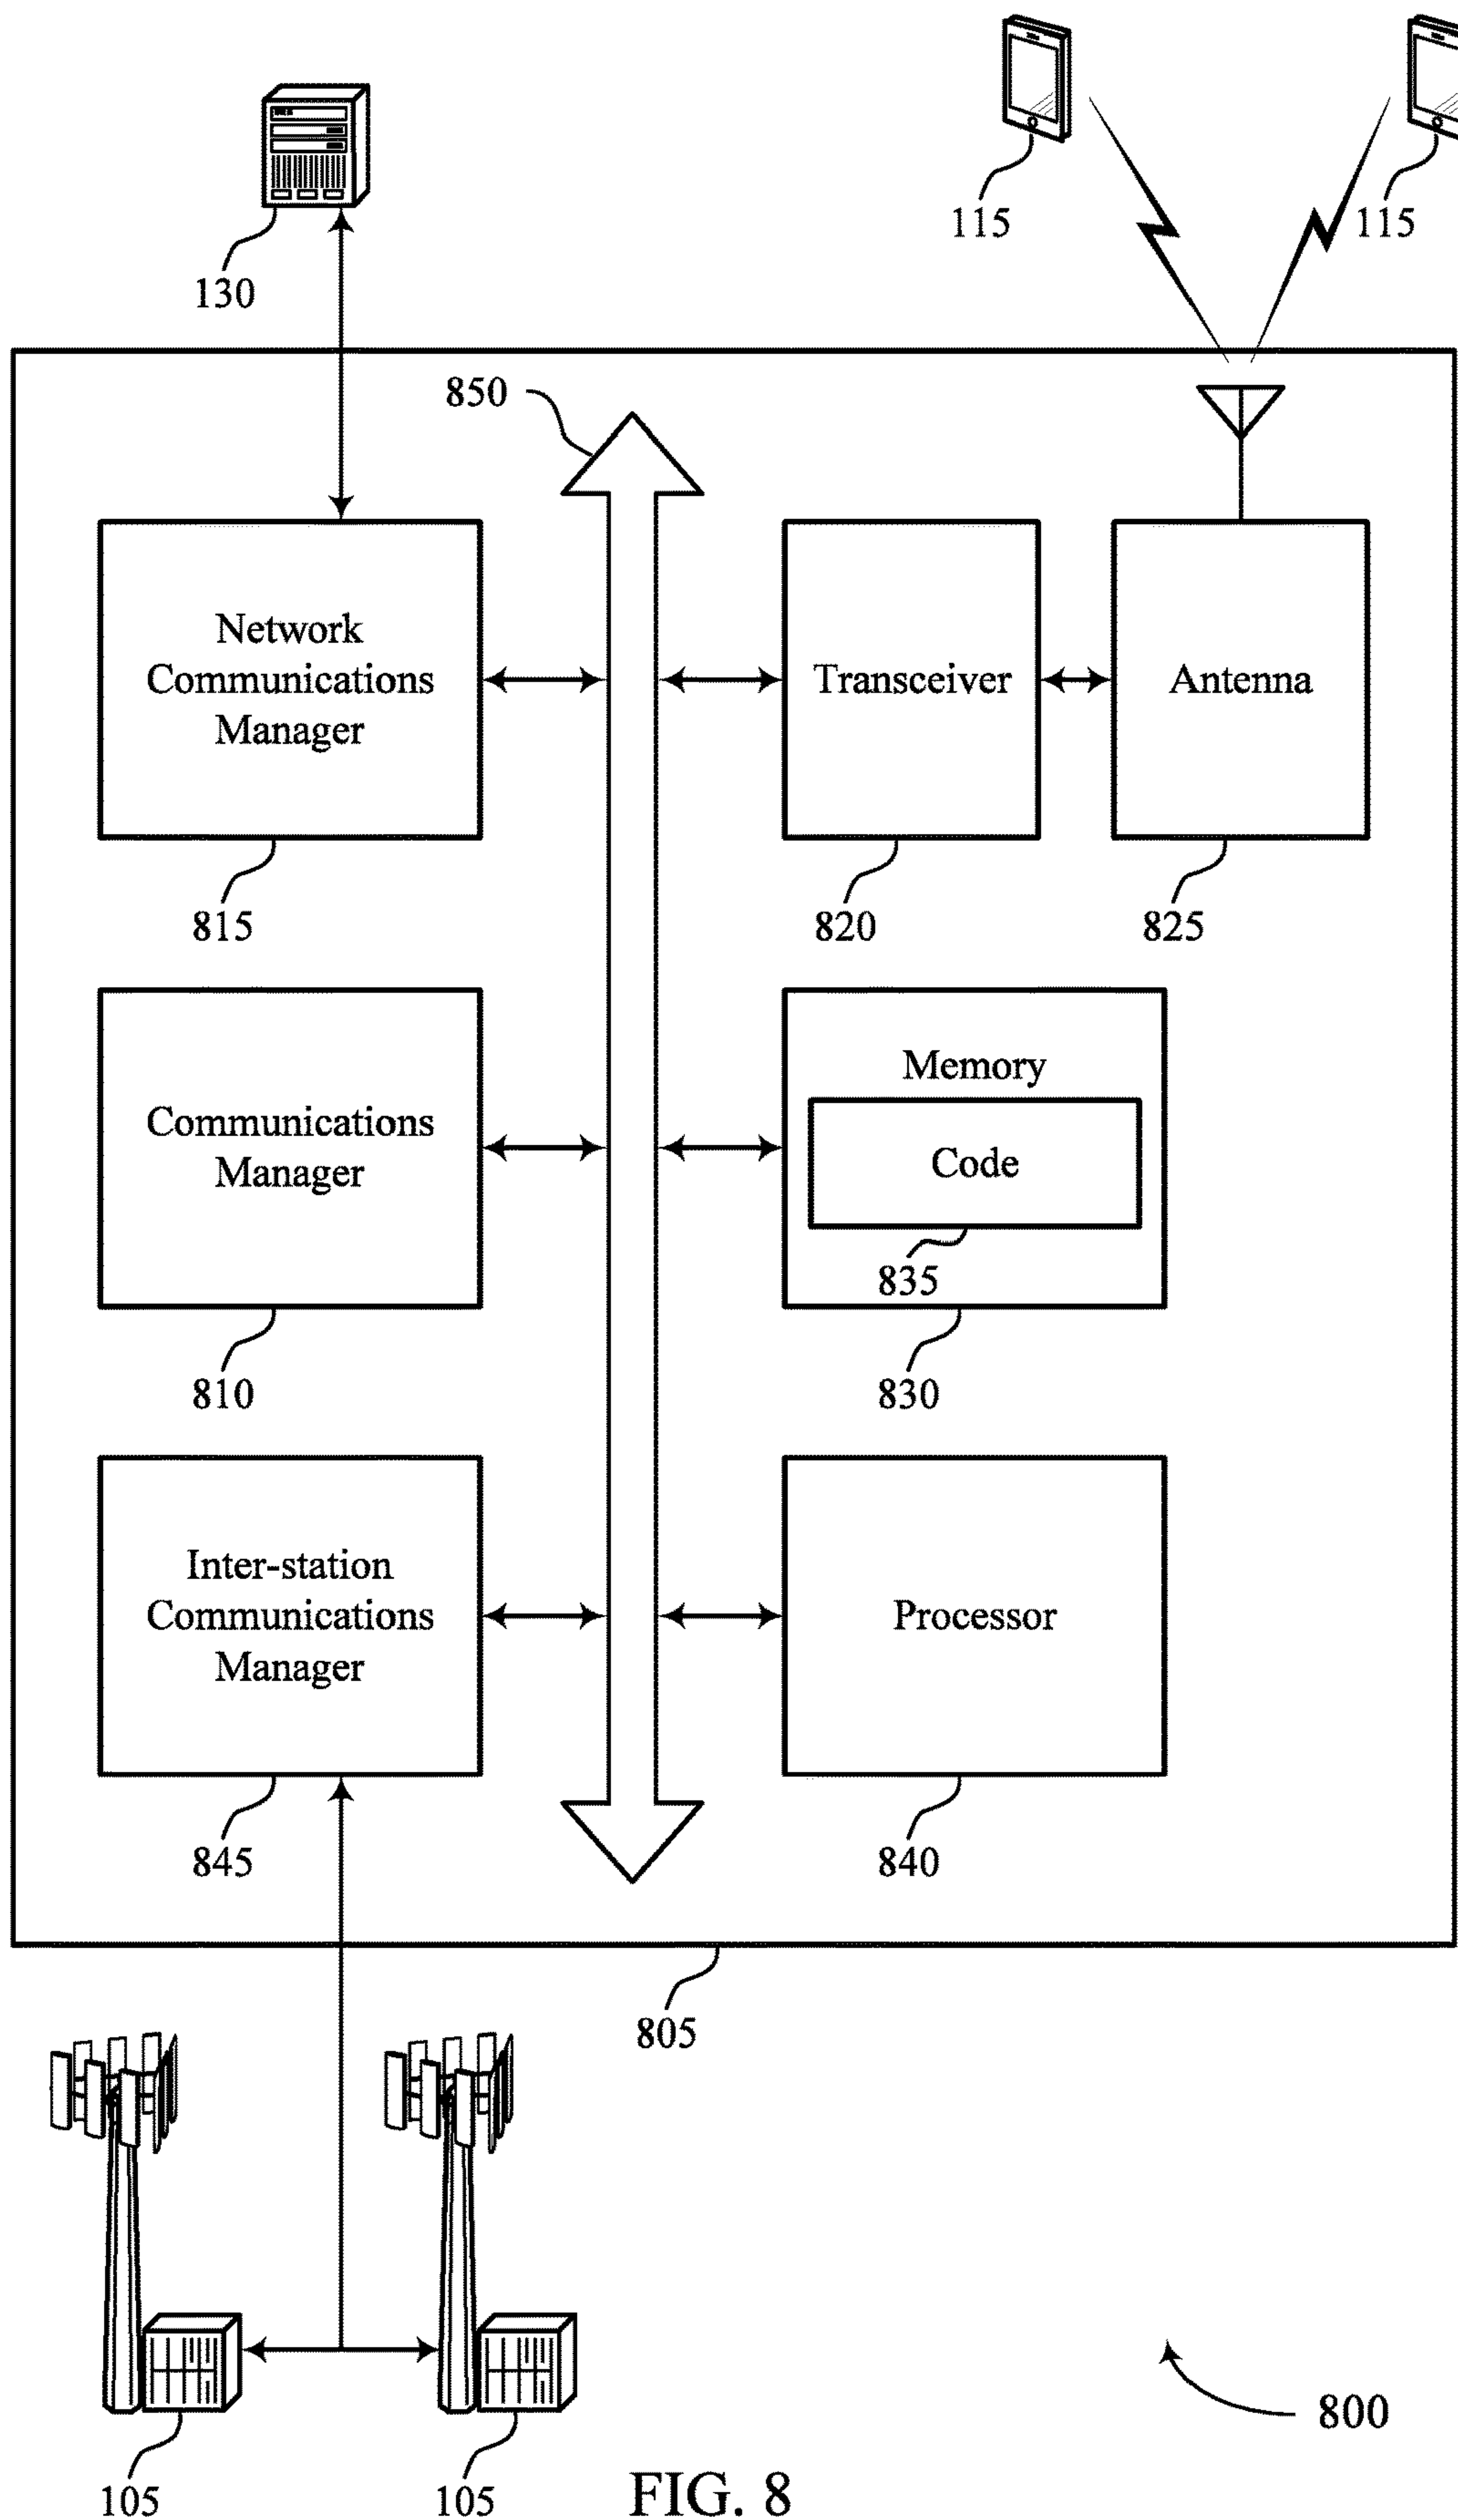 115
115
130
850
Network
Communications
Manager
Transceiver
Antenna
815
820
825
Communications
Manager
Memory
Code
835
810
830
Inter-station
Communications
Manager
Processor
845
840
805
800
105
105
FIG. 8